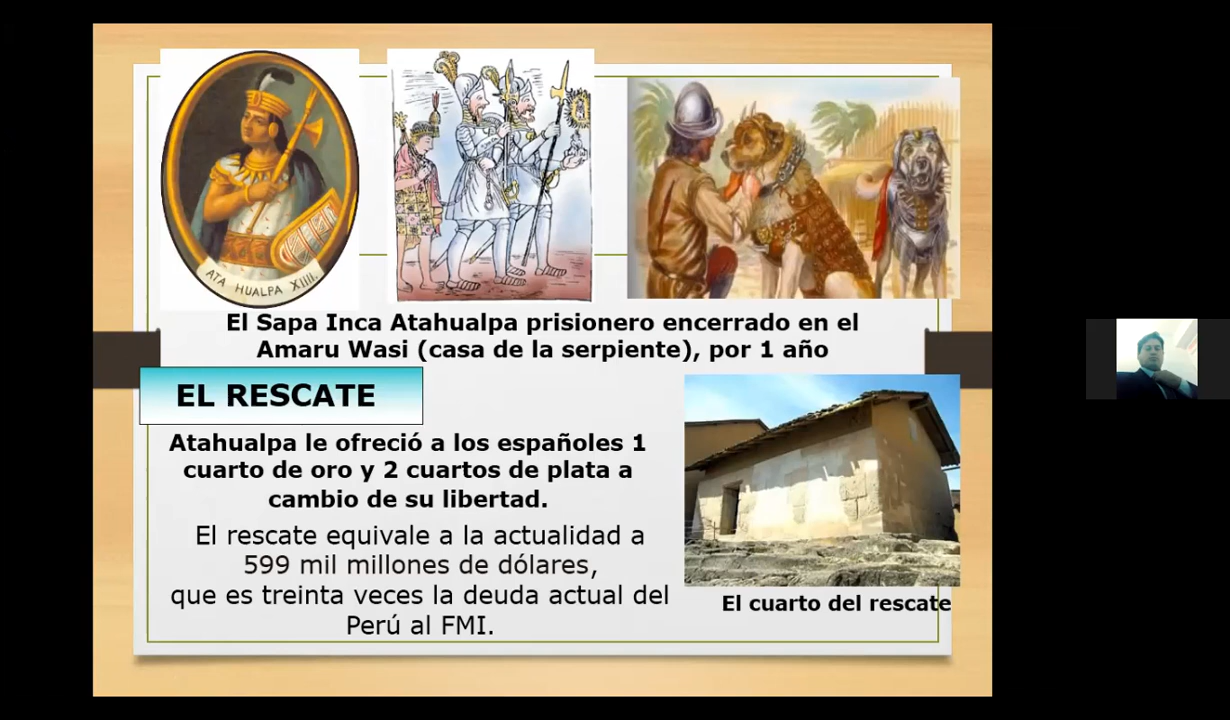 ATA HUALPA XIIII.
El Sapa Inca Atahualpa prisionero encerrado en el
Amaru Wasi (casa de la serpiente), por 1 año
EL RESCATE
Atahualpa le ofreció a los españoles 1
cuarto de oro y 2 cuartos de plata a
cambio de su libertad.
El rescate equivale a la actualidad a
599 mil millones de dólares,
que es treinta veces la deuda actual del
Perú al FMI.
El cuarto del rescate